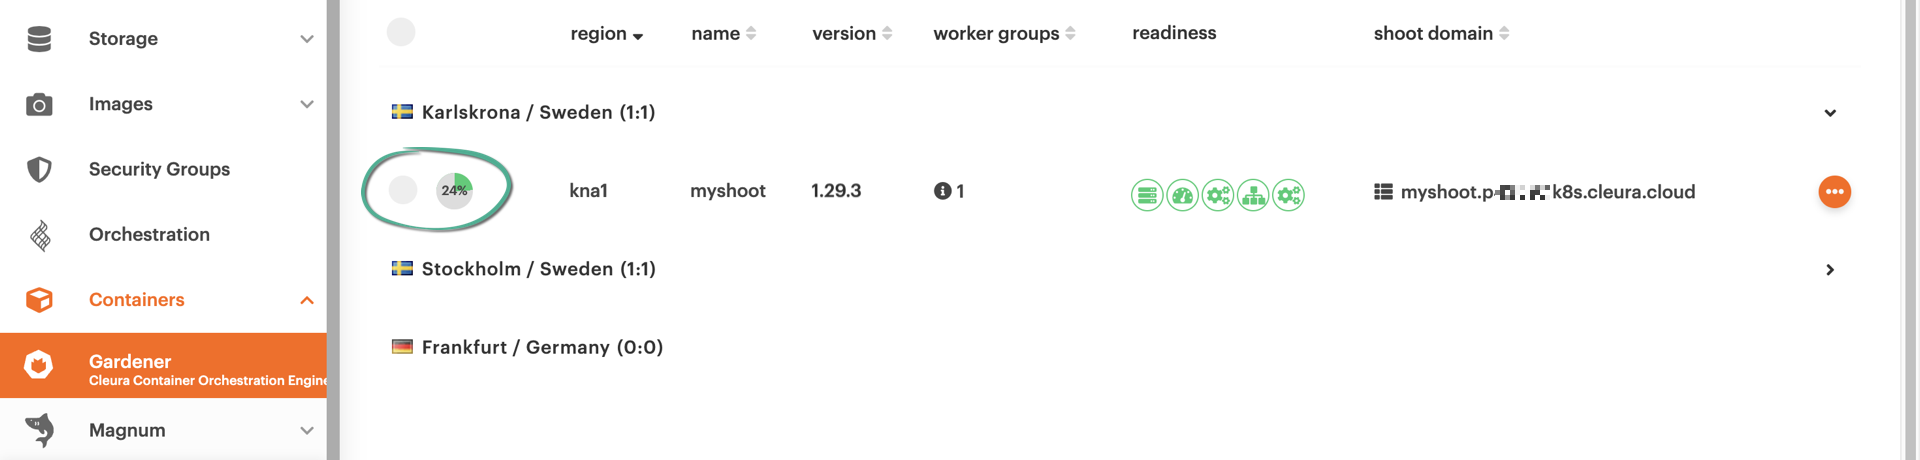 Storage
Images
Security Groups
Orchestration
Containers
Gardener
Cleura Container Orchestration Engine
Magnum
region name version worker groups readiness shoot domain
Karlskrona / Sweden (1:1)
24% kna1 myshoot 1.29.3 1 myshoot.p k8s.cleura.cloud
Stockholm / Sweden (1:1)
Frankfurt / Germany (0:0)